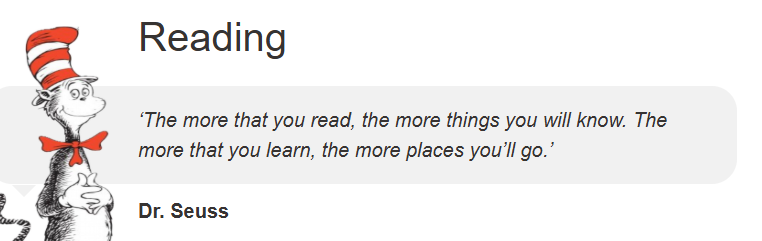 Reading
‘The more that you read, the more things you will know. The
more that you learn, the more places you’ll go.’
Dr. Seuss